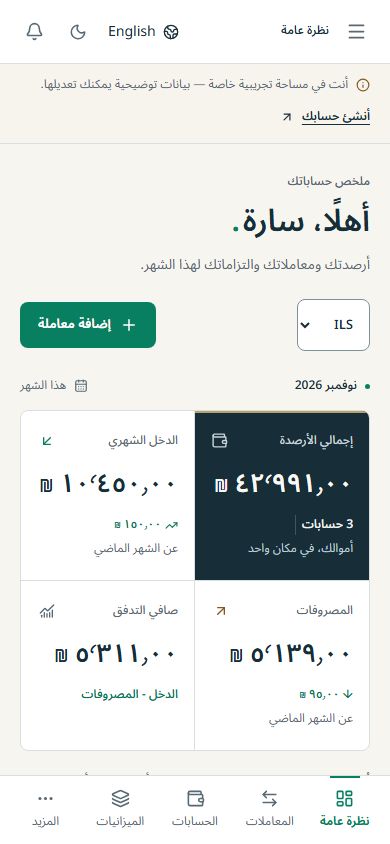 نظرة عامة
English
أنت في مساحة تجريبية خاصة — بيانات توضيحية يمكنك تعديلها.
أنشئ حسابك
ملخص حساباتك
أهلًا، سارة.
أرصدتك ومعاملاتك والتزاماتك لهذا الشهر.
ILS
إضافة معاملة
نوفمبر 2026
هذا الشهر
إجمالي الأرصدة
٤٢٬٩٩١٫٠٠ ₪
3 حسابات
أموالك، في مكان واحد
الدخل الشهري
١٠٬٤٥٠٫٠٠ ₪
١٥٠٫٠٠ ₪
عن الشهر الماضي
المصروفات
٥٬١٣٩٫٠٠ ₪
٩٥٫٠٠ ₪
عن الشهر الماضي
صافي التدفق
٥٬٣١١٫٠٠ ₪
الدخل - المصروفات
نظرة عامة
المعاملات
الحسابات
الميزانيات
المزيد